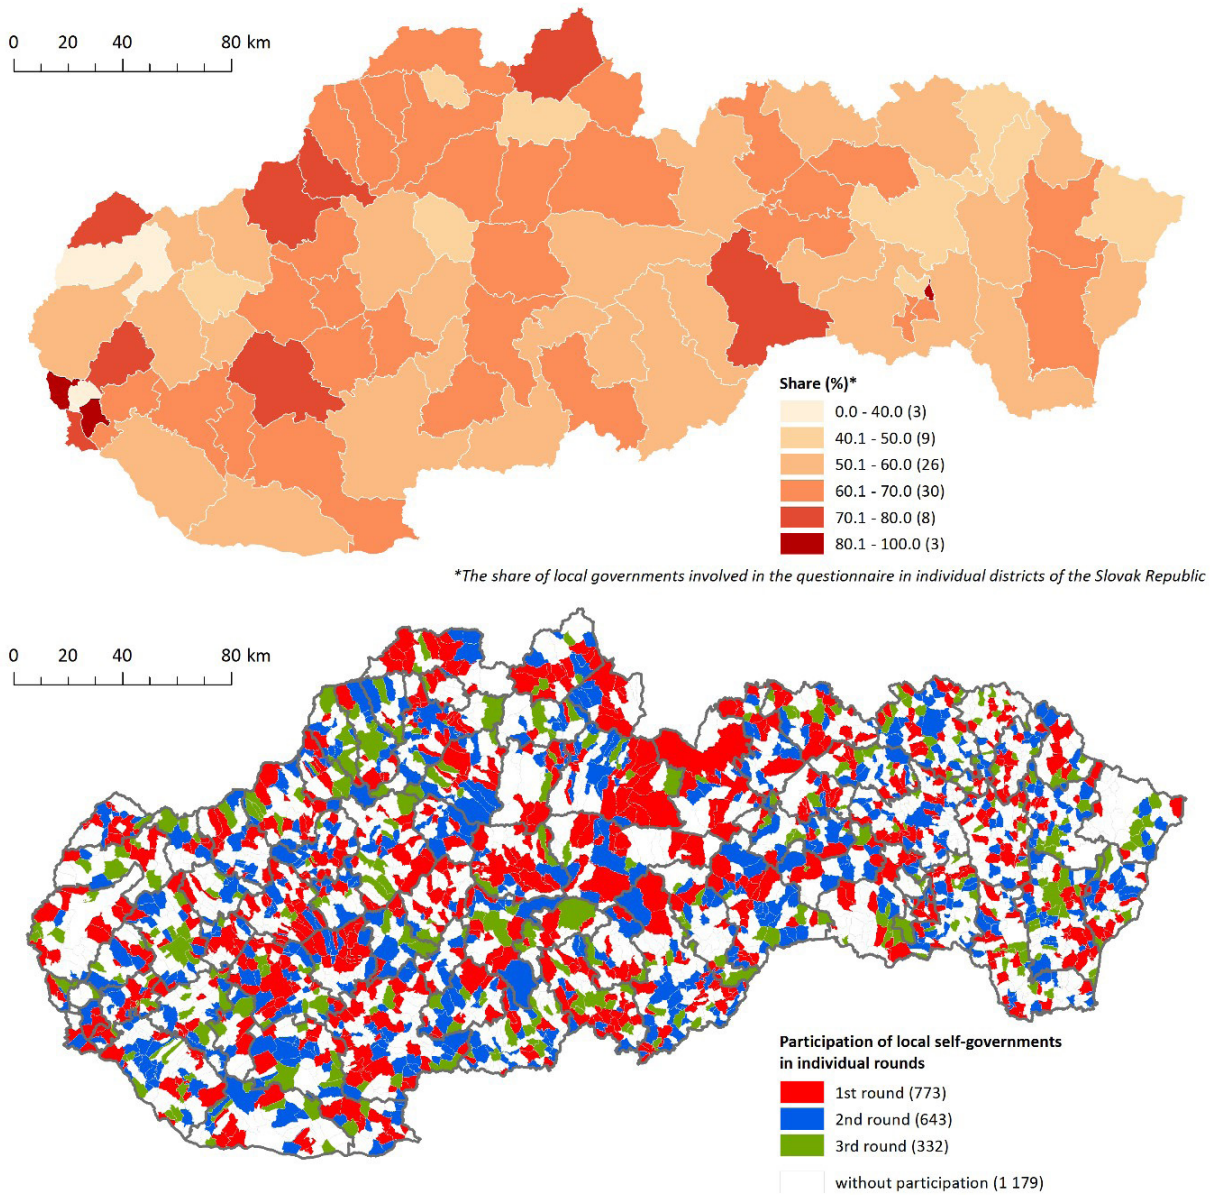 0 20 40 80 km
Share (%)*
0.0 - 40.0 (3)
40.1 - 50.0 (9)
50.1 - 60.0 (26)
60.1 - 70.0 (30)
70.1 - 80.0 (8)
80.1 - 100.0 (3)
*The share of local governments involved in the questionnaire in individual districts of the Slovak Republic
0 20 40 80 km
Participation of local self-governments
in individual rounds
1st round (773)
2nd round (643)
3rd round (332)
without participation (1 179)